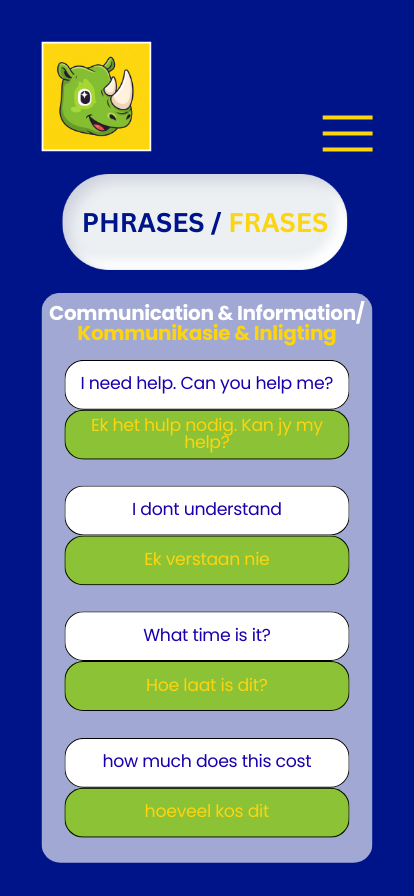 PHRASES / FRASES
Communication & Information/
Kommunikasie & Inligting
I need help. Can you help me?
Ek het hulp nodig. Kan jy my
help?
I dont understand
Ek verstaan nie
What time is it?
Hoe laat is dit?
how much does this cost
hoeveel kos dit